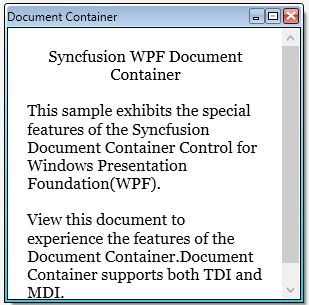 Document Container
Syncfusion WPF Document
Container
This sample exhibits the special
features of the Syncfusion
Document Container Control for
Windows Presentation
Foundation(WPF).
View this document to
experience the features of the
Document Container.Document
Container supports both TDI and
MDI.